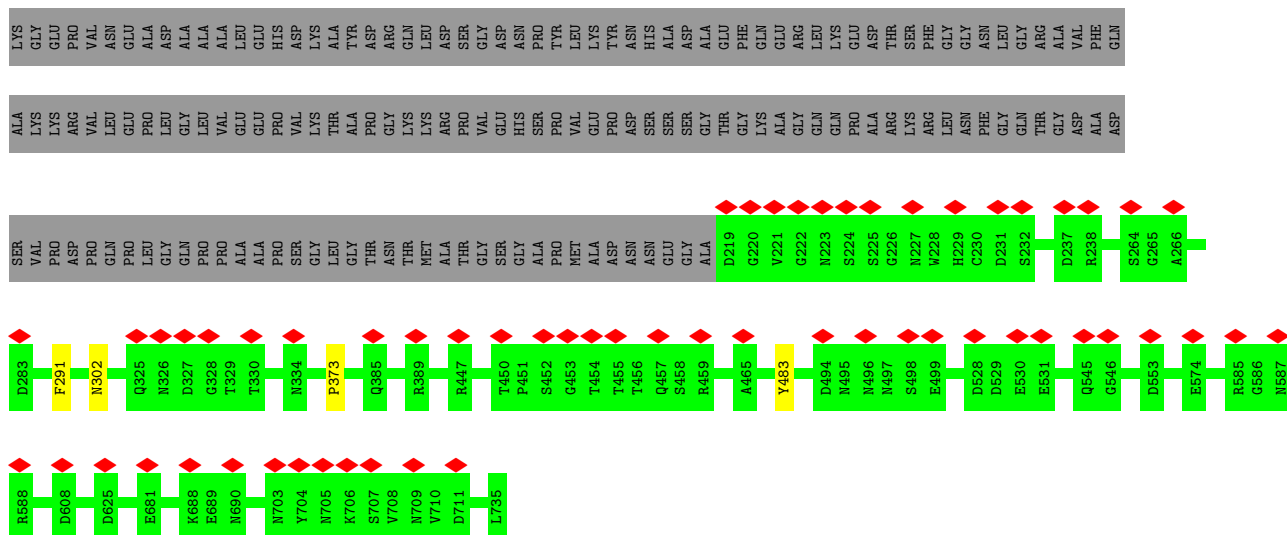 LYS GLY GLU PRO VAL ASN GLU ALA ASP ALA ALA ALA LEU GLU HIS ASP LYS ALA TYR ASP ARG GLN LEU ASP SER GLY ASP ASN PRO TYR LEU LYS TYR ASN HIS ALA ASP ALA GLU PHE GLN GLU ARG LEU LYS GLU ASP THR SER PHE GLY GLY ASN LEU GLY ARG ALA VAL PHE GLN
ALA LYS LYS ARG VAL LEU GLU PRO LEU GLY LEU VAL GLU GLU PRO VAL LYS THR ALA PRO GLY LYS LYS ARG PRO VAL GLU HIS SER PRO VAL GLU PRO ASP SER SER SER GLY THR GLY LYS ALA GLY GLN GLN PRO ALA ARG LYS ARG LEU ASN PHE GLY GLN THR GLY ASP ALA ASP
SER VAL PRO ASP PRO GLN PRO LEU GLY GLN PRO PRO ALA ALA PRO SER GLY LEU GLY THR ASN THR MET ALA THR GLY SER GLY ALA PRO MET ALA ASP ASN ASN GLU GLY ALA D219 G220 V221 G222 N223 S224 S225 G226 N227 W228 H229 C230 D231 S232 D237 R238 S264 G265 A266
D283 F291 N302 Q325 N326 D327 G328 T329 T330 N334 P373 Q385 R389 R447 T450 P451 S452 G453 T454 T455 T456 Q457 S458 R459 A465 Y483 D494 N495 N496 N497 S498 E499 D528 D529 E530 E531 Q545 G546 D553 E574 R585 G586 N587
R588 D608 D625 E681 K688 E689 N690 N703 Y704 N705 K706 S707 V708 N709 V710 D711 L735